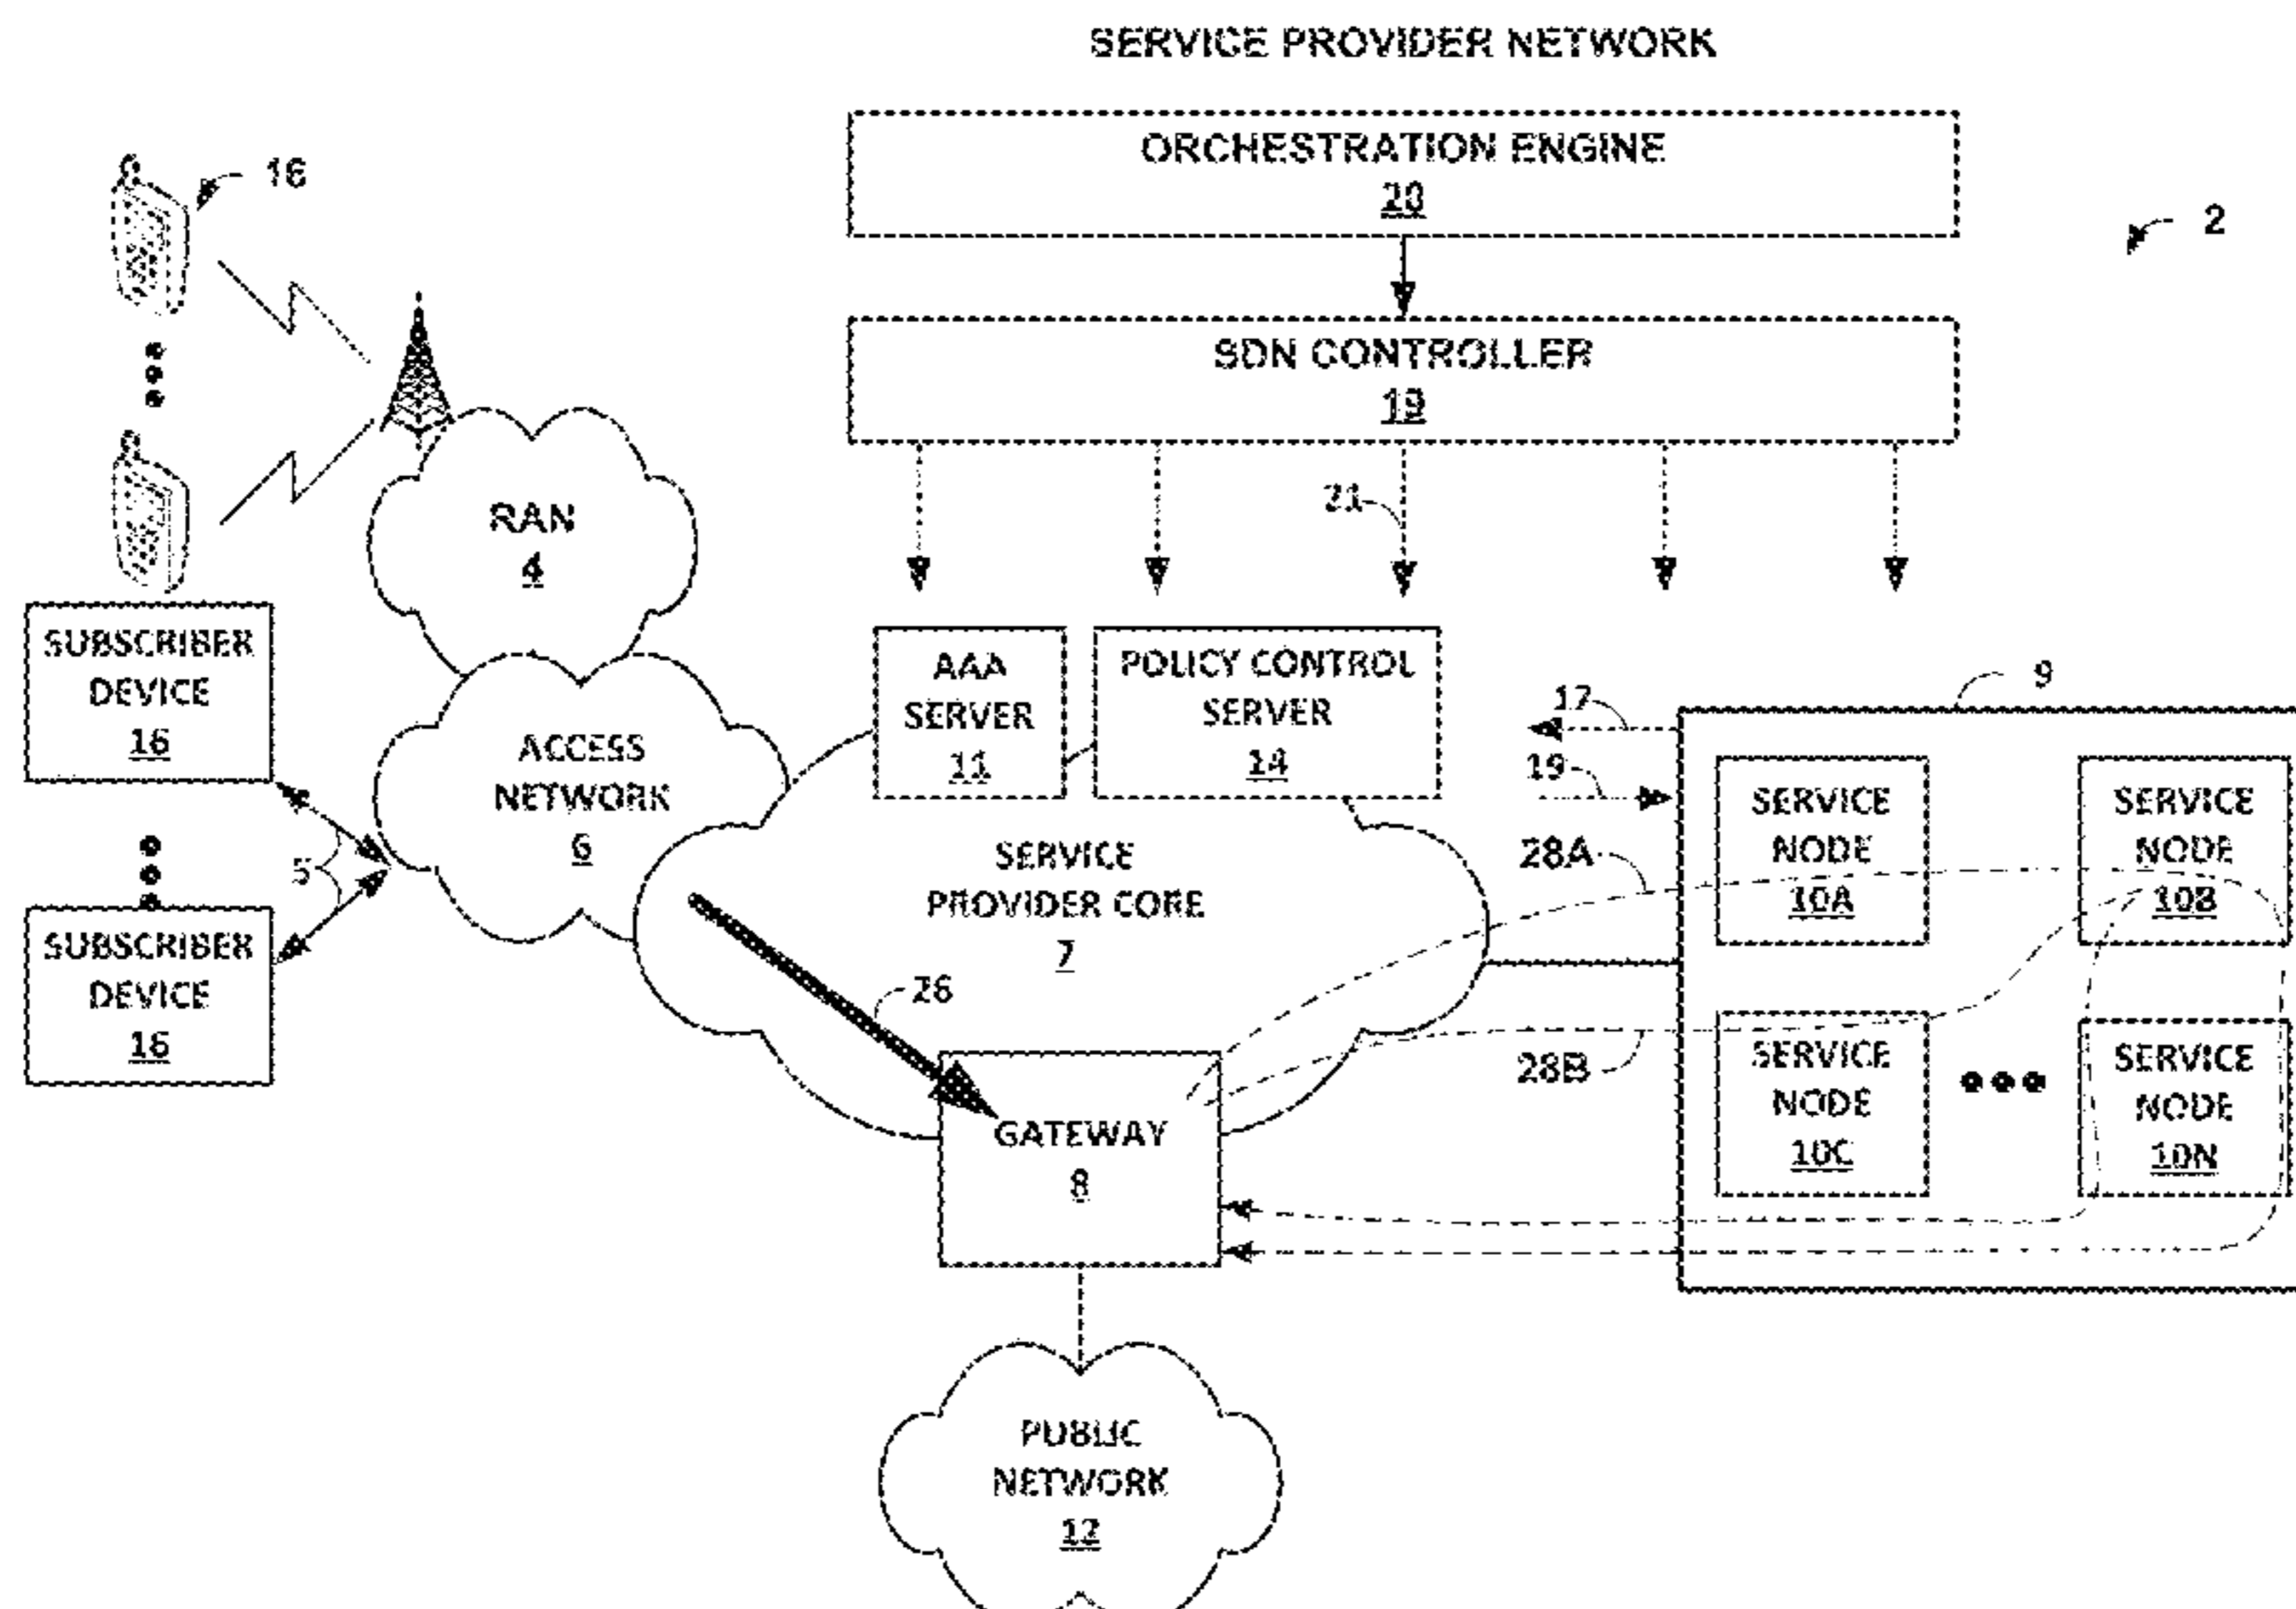 SERVICE PROVIDER NETWORK
ORCHESTRATION ENGINE
20
2
16
SDN CONTROLLER
19
21
RAN
4
SUBSCRIBER
DEVICE
16
AAA
SERVER
11
POLICY CONTROL
SERVER
14
17
9
19
ACCESS
NETWORK
6
5
SERVICE
PROVIDER CORE
7
28A
SERVICE
NODE
10A
SERVICE
NODE
10B
SUBSCRIBER
DEVICE
16
26
28B
SERVICE
NODE
10C
SERVICE
NODE
10N
GATEWAY
8
PUBLIC
NETWORK
12